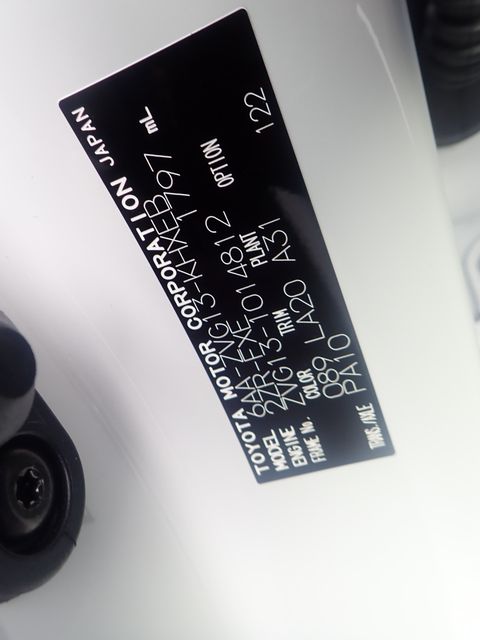 TOYOTA MOTOR CORPORATION JAPAN
MODEL 6AA-ZVG13-KHXEB
ENGINE 2ZR-FXE 1797 mL
FRAME No. ZVG13-1014812
COLOR TRIM PLANT OPTION
089 LA20 A31 122
TRANS./AXLE PA10